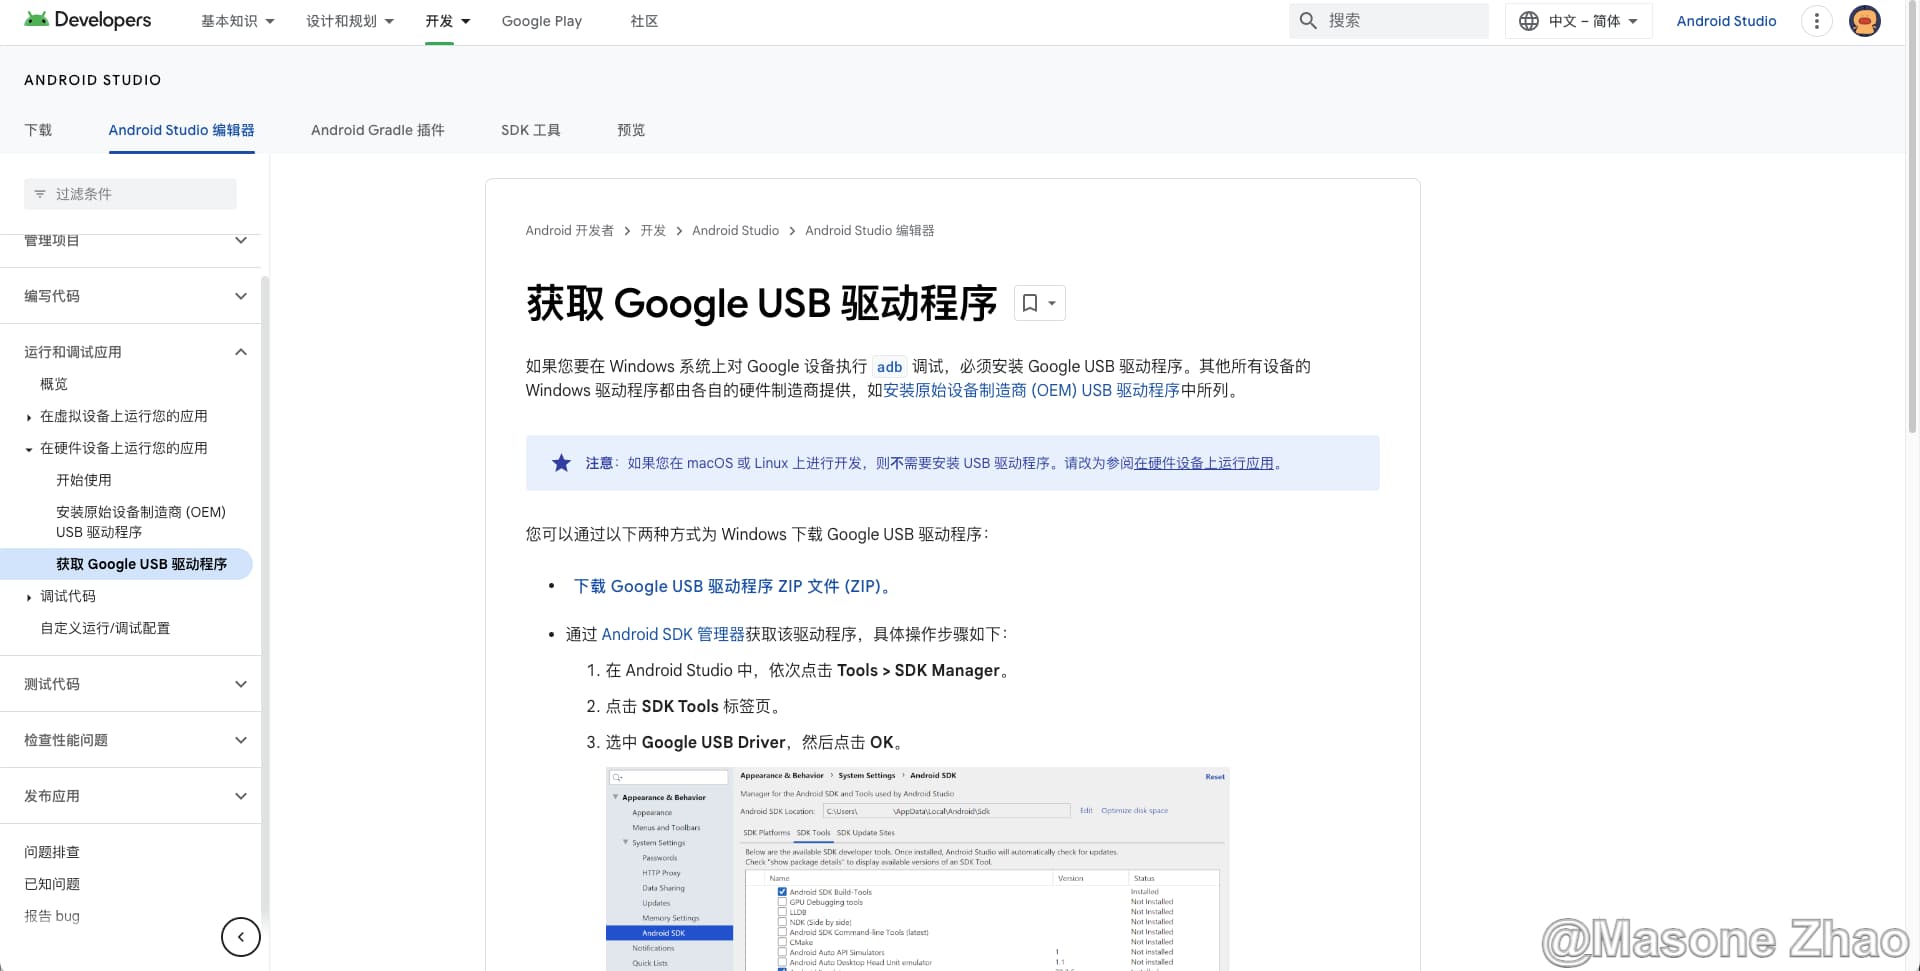 Developers
基本知识
设计和规划
开发
Google Play
社区
搜索
中文 – 简体
Android Studio
ANDROID STUDIO
下载
Android Studio 编辑器
Android Gradle 插件
SDK 工具
预览
过滤条件
管理项目
编写代码
运行和调试应用
概览
在虚拟设备上运行您的应用
在硬件设备上运行您的应用
开始使用
安装原始设备制造商 (OEM)
USB 驱动程序
获取 Google USB 驱动程序
调试代码
自定义运行/调试配置
测试代码
检查性能问题
发布应用
问题排查
已知问题
报告 bug
Android 开发者 > 开发 > Android Studio > Android Studio 编辑器
获取 Google USB 驱动程序
如果您要在 Windows 系统上对 Google 设备执行 adb 调试，必须安装 Google USB 驱动程序。其他所有设备的
Windows 驱动程序都由各自的硬件制造商提供，如安装原始设备制造商 (OEM) USB 驱动程序中所列。
注意：如果您在 macOS 或 Linux 上进行开发，则不需要安装 USB 驱动程序。请改为参阅在硬件设备上运行应用。
您可以通过以下两种方式为 Windows 下载 Google USB 驱动程序：
• 下载 Google USB 驱动程序 ZIP 文件 (ZIP)。
• 通过 Android SDK 管理器获取该驱动程序，具体操作步骤如下：
1. 在 Android Studio 中，依次点击 Tools > SDK Manager。
2. 点击 SDK Tools 标签页。
3. 选中 Google USB Driver，然后点击 OK。
Appearance & Behavior
Appearance
Menus and Toolbars
System Settings
Passwords
HTTP Proxy
Data Sharing
Updates
Memory Settings
Android SDK
Notifications
Quick Lists
Appearance & Behavior › System Settings › Android SDK
Reset
Manager for the Android SDK and Tools used by Android Studio
Android SDK Location: C:\Users\ \AppData\Local\Android\Sdk Edit Optimize disk space
SDK Platforms SDK Tools SDK Update Sites
Below are the available SDK developer tools. Once installed, Android Studio will automatically check for updates.
Check "show package details" to display available versions of an SDK Tool.
Name Version Status
Android SDK Build-Tools Installed
GPU Debugging tools Not Installed
LLDB Not Installed
NDK (Side by side) Not Installed
Android SDK Command-line Tools (latest) Not Installed
CMake Not Installed
Android Auto API Simulators 1 Not installed
Android Auto Desktop Head Unit emulator 1.1 Not installed
@Masone Zhao